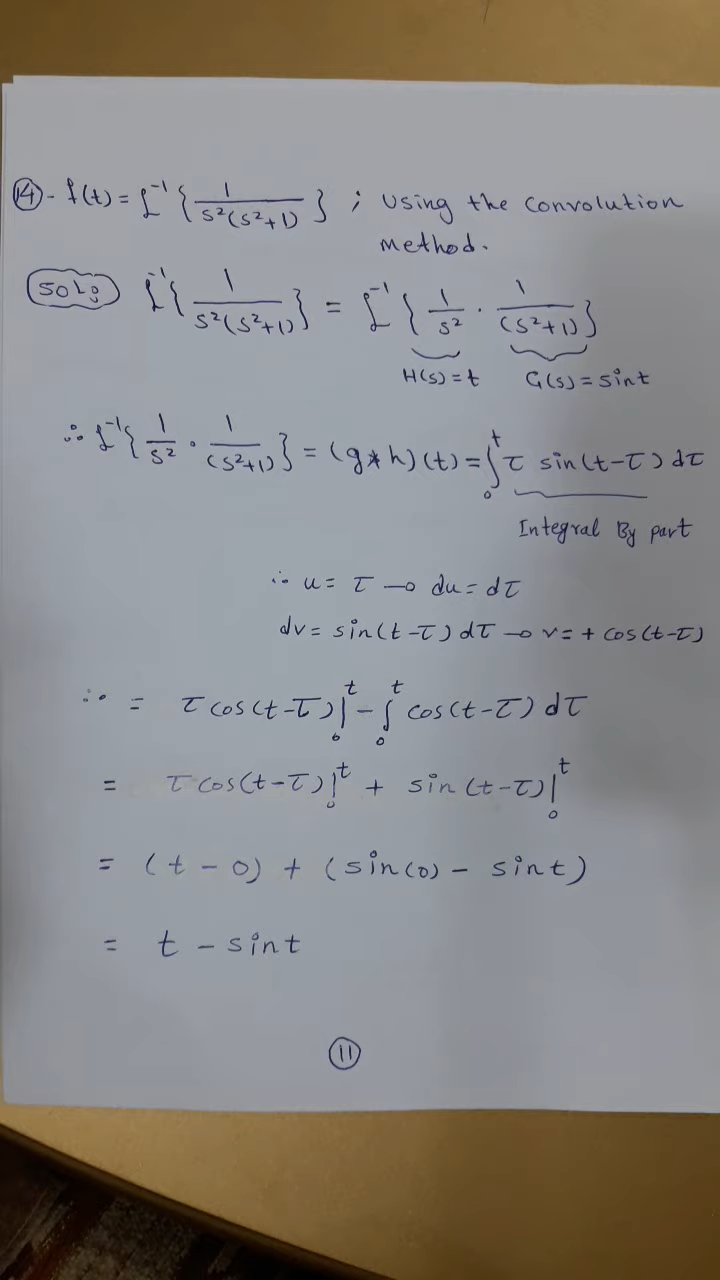 ⑭- f(t) = £⁻¹ { 1 / s²(s²+1) } ; using the convolution
method.
Sol: £⁻¹{ 1 / s²(s²+1) } = £⁻¹ { 1/s² · 1/(s²+1) }
H(s) = t G(s) = sint
∴ £⁻¹{ 1/s² · 1/(s²+1) } = (g*h)(t) = ∫₀ᵗ τ sin(t-τ) dτ
Integral By part
∴ u = τ → du = dτ
dv = sin(t-τ) dτ → v = + cos(t-τ)
∴ = τ cos(t-τ)|₀ᵗ - ∫₀ᵗ cos(t-τ) dτ
= τ cos(t-τ)|₀ᵗ + sin(t-τ)|₀ᵗ
= (t - 0) + (sin(0) - sint)
= t - sint
⑪